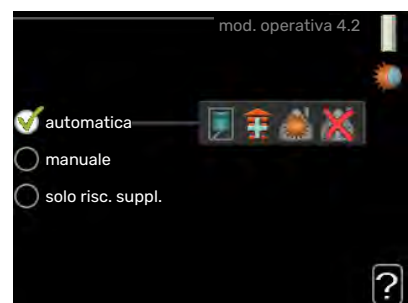 mod. operativa 4.2
automatica
manuale
solo risc. suppl.
?